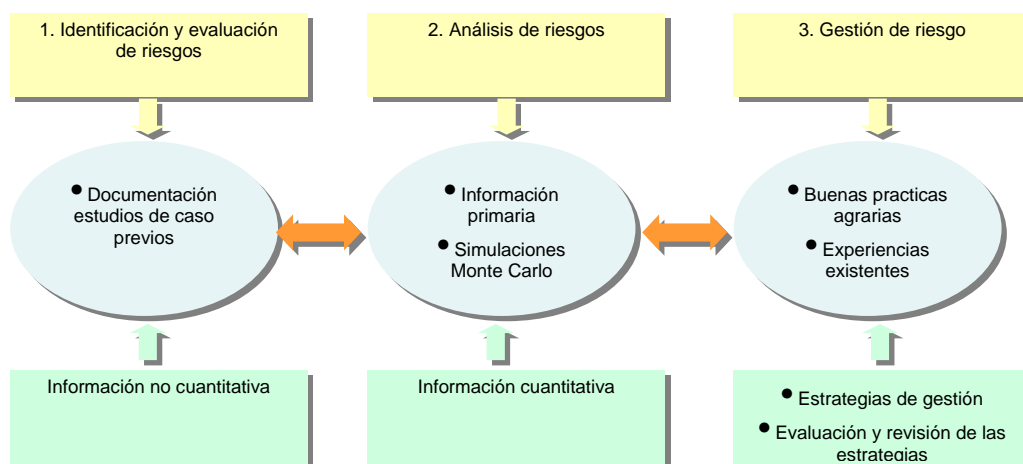 1. Identificación y evaluación
de riesgos
2. Análisis de riesgos
3. Gestión de riesgo
● Documentación
estudios de caso
previos
● Información
primaria
● Simulaciones
Monte Carlo
● Buenas practicas
agrarias
● Experiencias
existentes
Información no cuantitativa
Información cuantitativa
● Estrategias de gestión
● Evaluación y revisión de las
estrategias